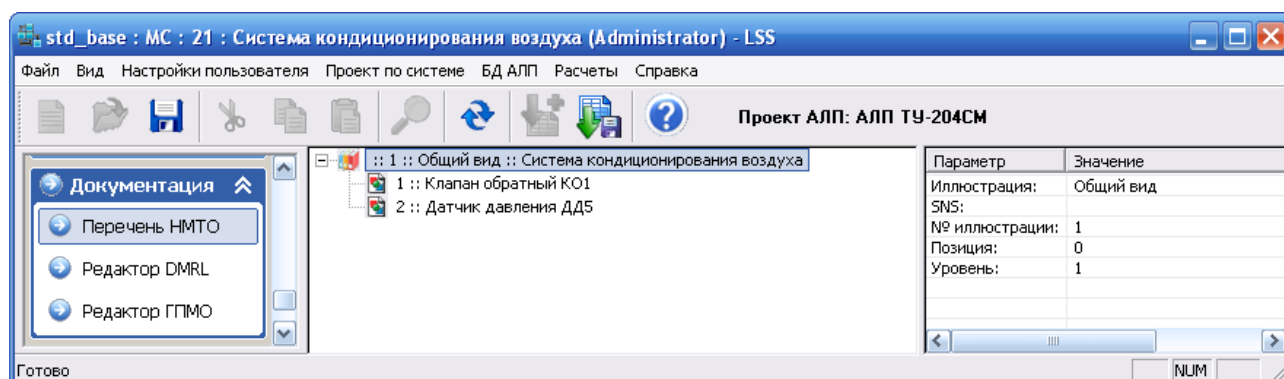 std_base : MC : 21 : Система кондиционирования воздуха (Administrator) - LSS
Файл Вид Настройки пользователя Проект по системе БД АЛП Расчеты Справка
Проект АЛП: АЛП ТУ-204СМ
Документация
Перечень НМТО
Редактор DMRL
Редактор ГПМО
:: 1 :: Общий вид :: Система кондиционирования воздуха
1 :: Клапан обратный КО1
2 :: Датчик давления ДД5
Параметр Значение
Иллюстрация: Общий вид
SNS:
№ иллюстрации: 1
Позиция: 0
Уровень: 1
Готово NUM